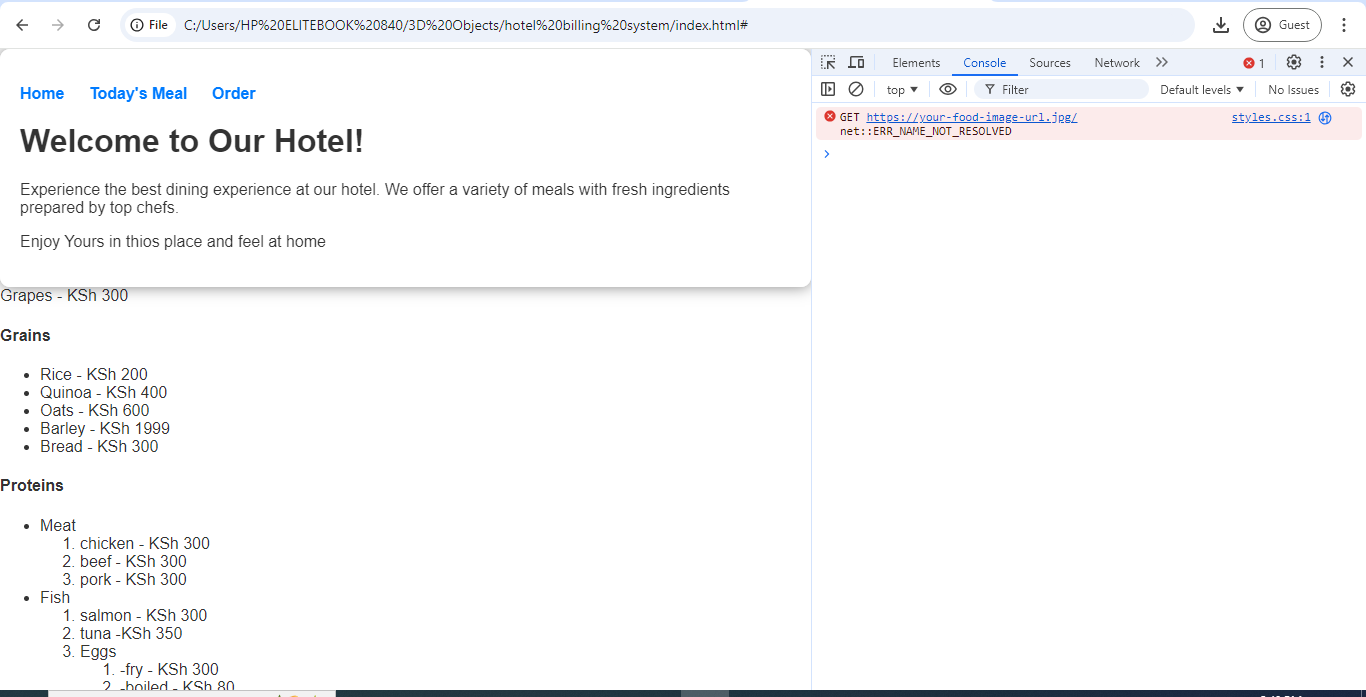 File C:/Users/HP%20ELITEBOOK%20840/3D%20Objects/hotel%20billing%20system/index.html# Guest
Home Today's Meal Order
Welcome to Our Hotel!
Experience the best dining experience at our hotel. We offer a variety of meals with fresh ingredients
prepared by top chefs.
Enjoy Yours in thios place and feel at home
Grapes - KSh 300
Grains
• Rice - KSh 200
• Quinoa - KSh 400
• Oats - KSh 600
• Barley - KSh 1999
• Bread - KSh 300
Proteins
• Meat
1. chicken - KSh 300
2. beef - KSh 300
3. pork - KSh 300
• Fish
1. salmon - KSh 300
2. tuna -KSh 350
3. Eggs
1. -fry - KSh 300
2. -boiled - KSh 80
Elements Console Sources Network 1
top Filter Default levels No Issues
GET https://your-food-image-url.jpg/ styles.css:1
net::ERR_NAME_NOT_RESOLVED